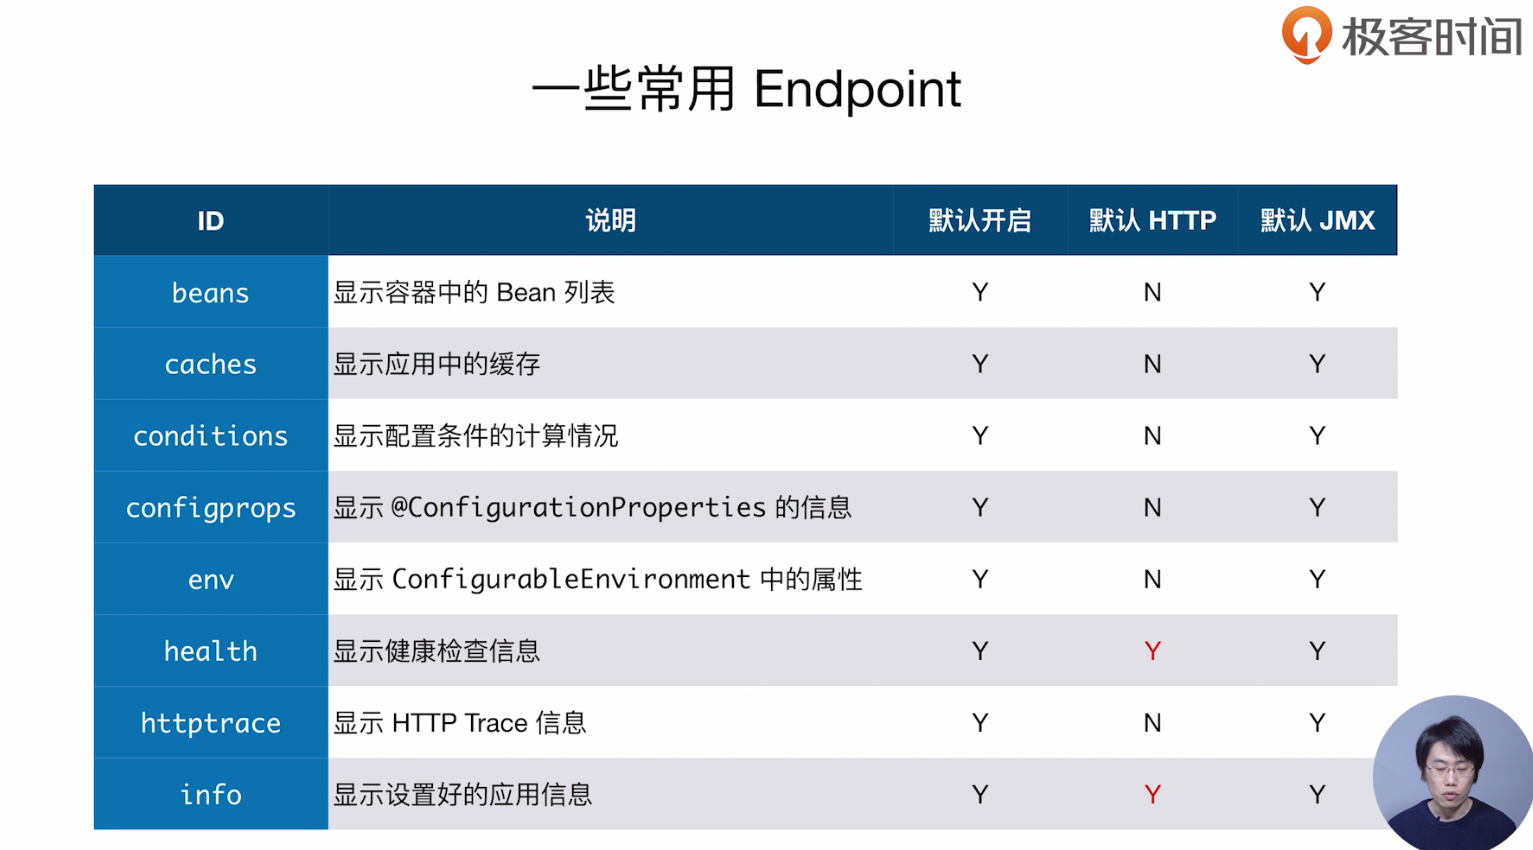 极客时间
一些常用 Endpoint
ID 说明 默认开启 默认 HTTP 默认 JMX
beans 显示容器中的 Bean 列表 Y N Y
caches 显示应用中的缓存 Y N Y
conditions 显示配置条件的计算情况 Y N Y
configprops 显示 @ConfigurationProperties 的信息 Y N Y
env 显示 ConfigurableEnvironment 中的属性 Y N Y
health 显示健康检查信息 Y Y Y
httptrace 显示 HTTP Trace 信息 Y N Y
info 显示设置好的应用信息 Y Y Y